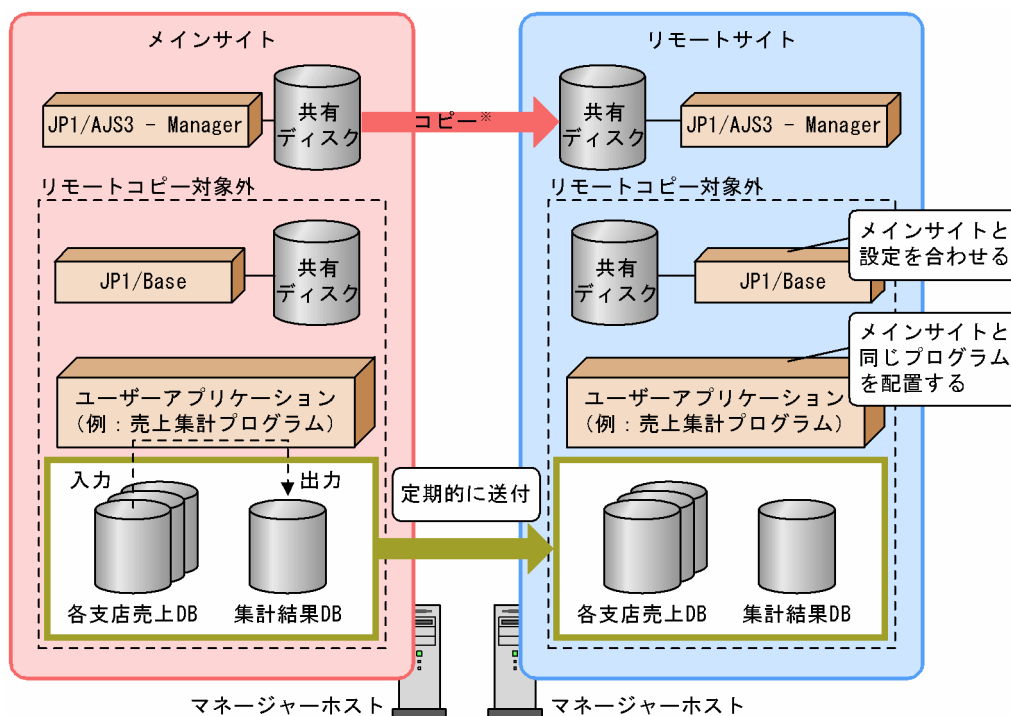 メインサイト
リモートサイト
JP1/AJS3 - Manager
共有
ディスク
コピー※
共有
ディスク
JP1/AJS3 - Manager
リモートコピー対象外
リモートコピー対象外
JP1/Base
共有
ディスク
共有
ディスク
JP1/Base
メインサイトと
設定を合わせる
メインサイトと
同じプログラム
を配置する
ユーザーアプリケーション
(例:売上集計プログラム)
ユーザーアプリケーション
(例:売上集計プログラム)
入力
出力
定期的に送付
各支店売上DB
集計結果DB
各支店売上DB
集計結果DB
マネージャーホスト
マネージャーホスト